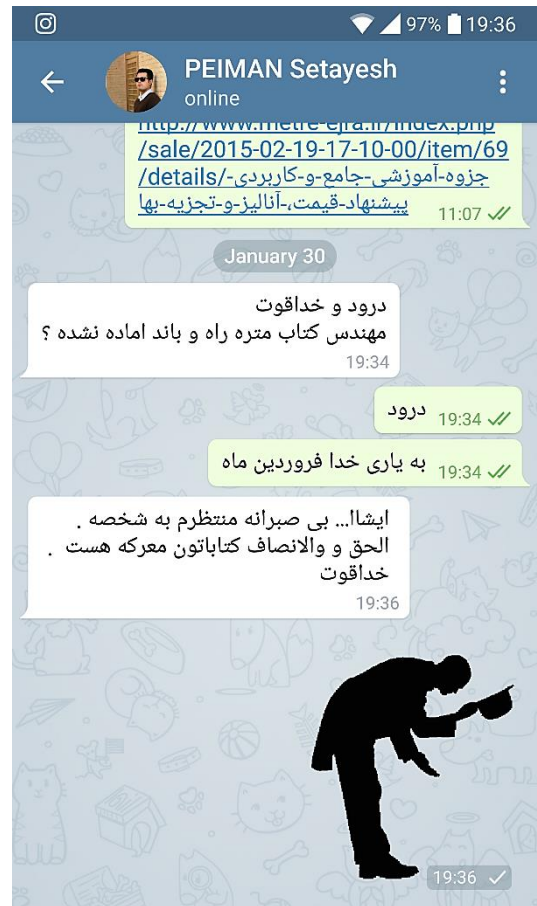 97% 19:36
PEIMAN Setayesh
online
http://www.metre-ejra.ir/index.php
/sale/2015-02-19-17-10-00/item/69
/details/-جزوه-آموزشی-جامع-و-کاربردی
پیشنهاد-قیمت،-آنالیز-و-تجزیه-بها
11:07
January 30
درود و خداقوت
مهندس کتاب متره راه و باند اماده نشده ؟
19:34
درود 19:34
به یاری خدا فروردین ماه 19:34
ایشاا... بی صبرانه منتظرم به شخصه .
الحق و والانصاف کتاباتون معرکه هست .
خداقوت
19:36
19:36